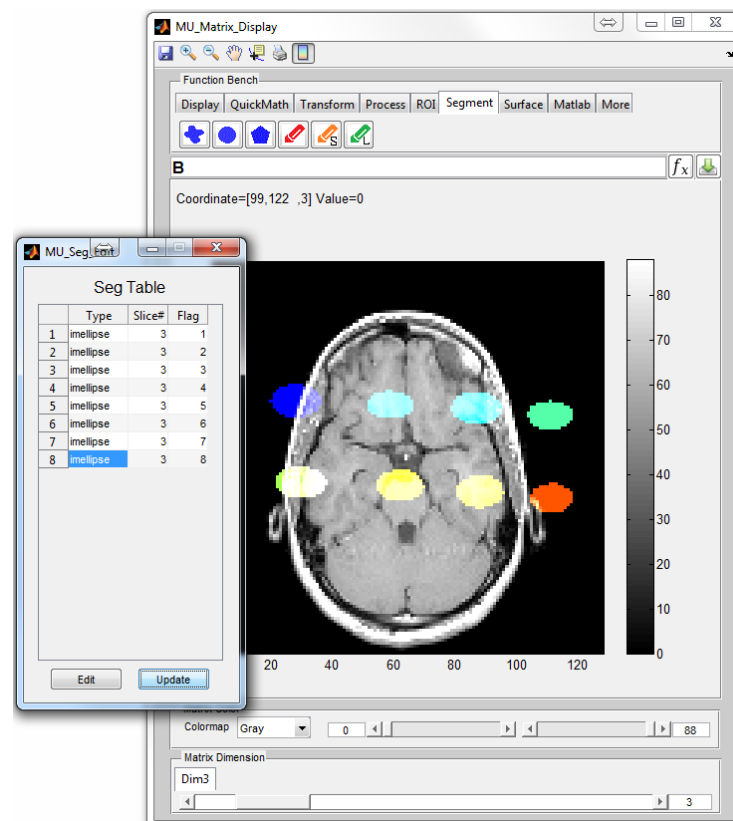 MU_Matrix_Display
Function Bench
Display QuickMath Transform Process ROI Segment Surface Matlab More
S L
B fx
Coordinate=[99,122 ,3] Value=0
MU_Seg_Edit
Seg Table
Type Slice# Flag
1 imellipse 3 1
2 imellipse 3 2
3 imellipse 3 3
4 imellipse 3 4
5 imellipse 3 5
6 imellipse 3 6
7 imellipse 3 7
8 imellipse 3 8
Edit Update
80
70
60
50
40
30
20
10
0
20 40 60 80 100 120
Matrix Color
Colormap Gray 0 88
Matrix Dimension
Dim3
3